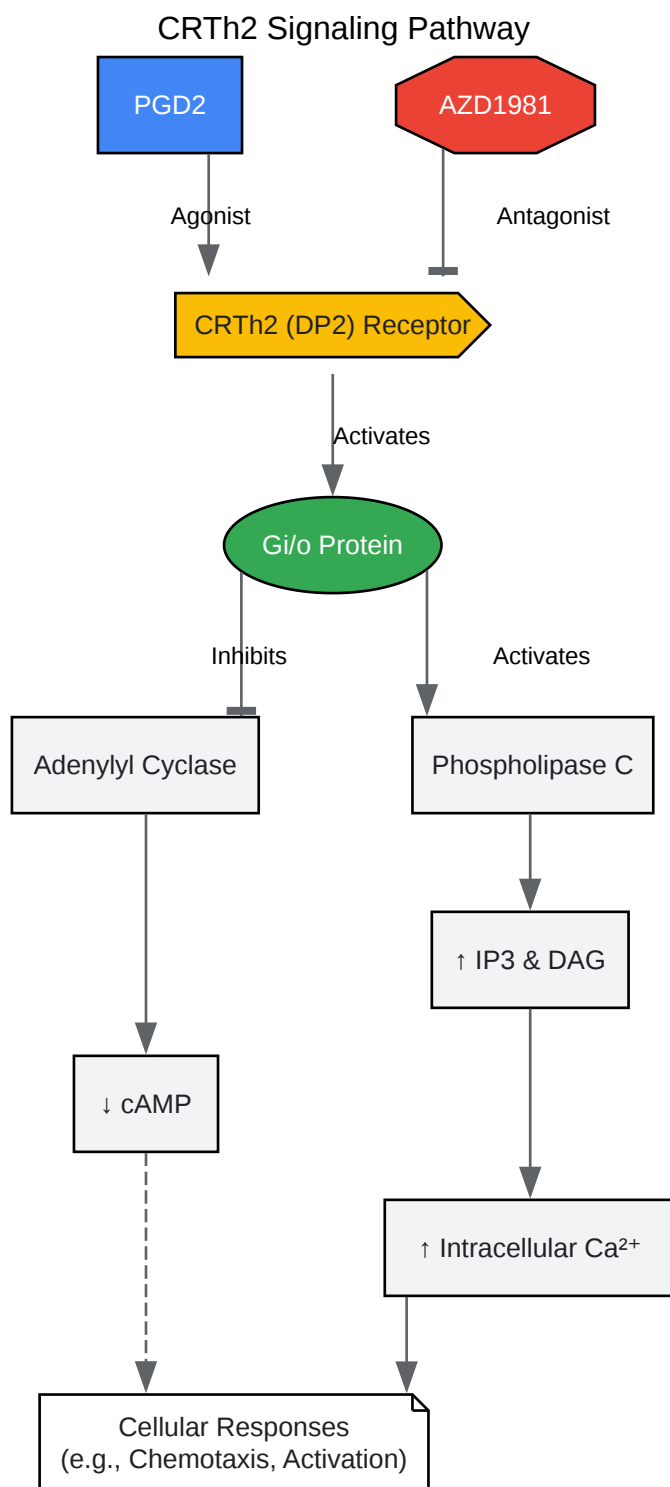 CRTh2 Signaling Pathway
PGD2
AZD1981
Agonist
Antagonist
CRTh2 (DP2) Receptor
Activates
Gi/o Protein
Inhibits
Activates
Adenylyl Cyclase
Phospholipase C
↑ IP3 & DAG
↓ cAMP
↑ Intracellular Ca²⁺
Cellular Responses
(e.g., Chemotaxis, Activation)